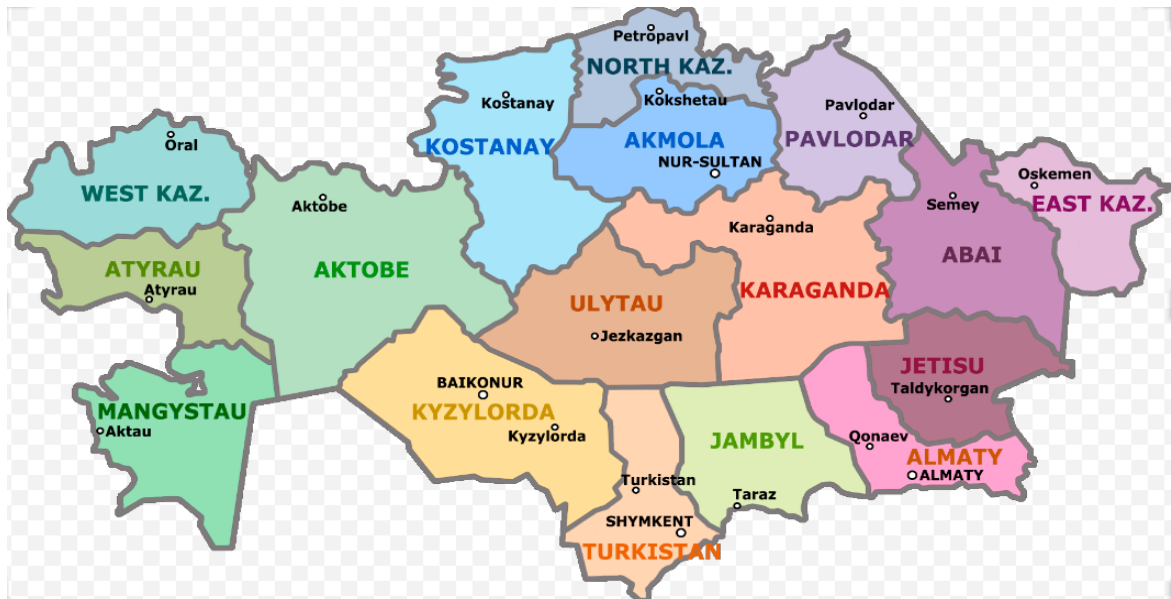 Petropavl
NORTH KAZ.
Kokshetau
Kostanay
KOSTANAY
AKMOLA
NUR-SULTAN
Pavlodar
PAVLODAR
Oral
WEST KAZ.
Aktobe
AKTOBE
ATYRAU
Atyrau
Karaganda
KARAGANDA
Semey
ABAI
Oskemen
EAST KAZ.
ULYTAU
Jezkazgan
MANGYSTAU
Aktau
BAIKONUR
KYZYLORDA
Kyzylorda
JETISU
Taldykorgan
JAMBYL
Taraz
Qonaev
ALMATY
ALMATY
Turkistan
SHYMKENT
TURKISTAN